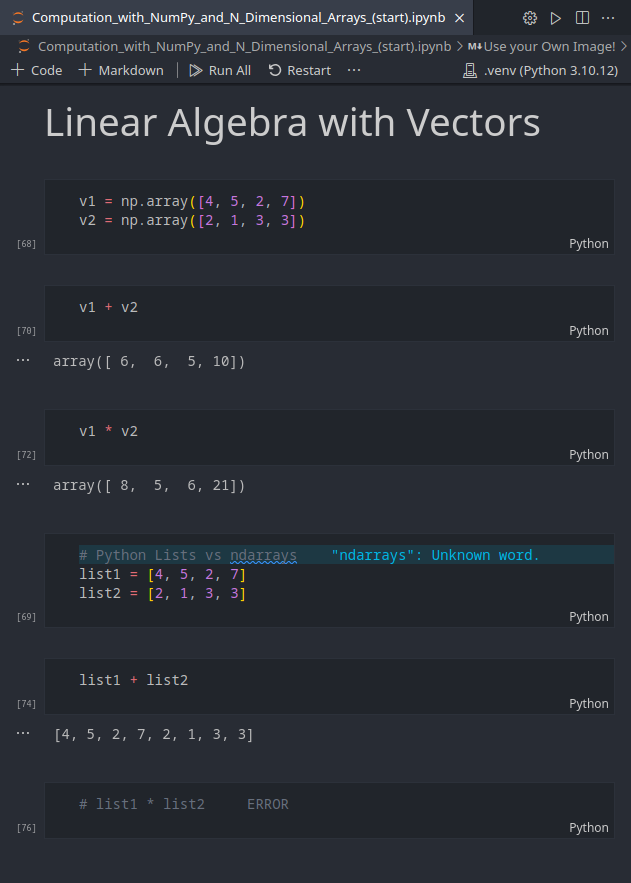 Computation_with_NumPy_and_N_Dimensional_Arrays_(start).ipynb
Computation_with_NumPy_and_N_Dimensional_Arrays_(start).ipynb > M↓Use your Own Image! >
+ Code + Markdown | Run All Restart ··· .venv (Python 3.10.12)
Linear Algebra with Vectors
v1 = np.array([4, 5, 2, 7])
v2 = np.array([2, 1, 3, 3])
[68] Python
v1 + v2
[70] Python
··· array([ 6,  6,  5, 10])
v1 * v2
[72] Python
··· array([ 8,  5,  6, 21])
# Python Lists vs ndarrays    "ndarrays": Unknown word.
list1 = [4, 5, 2, 7]
list2 = [2, 1, 3, 3]
[69] Python
list1 + list2
[74] Python
··· [4, 5, 2, 7, 2, 1, 3, 3]
# list1 * list2     ERROR
[76] Python